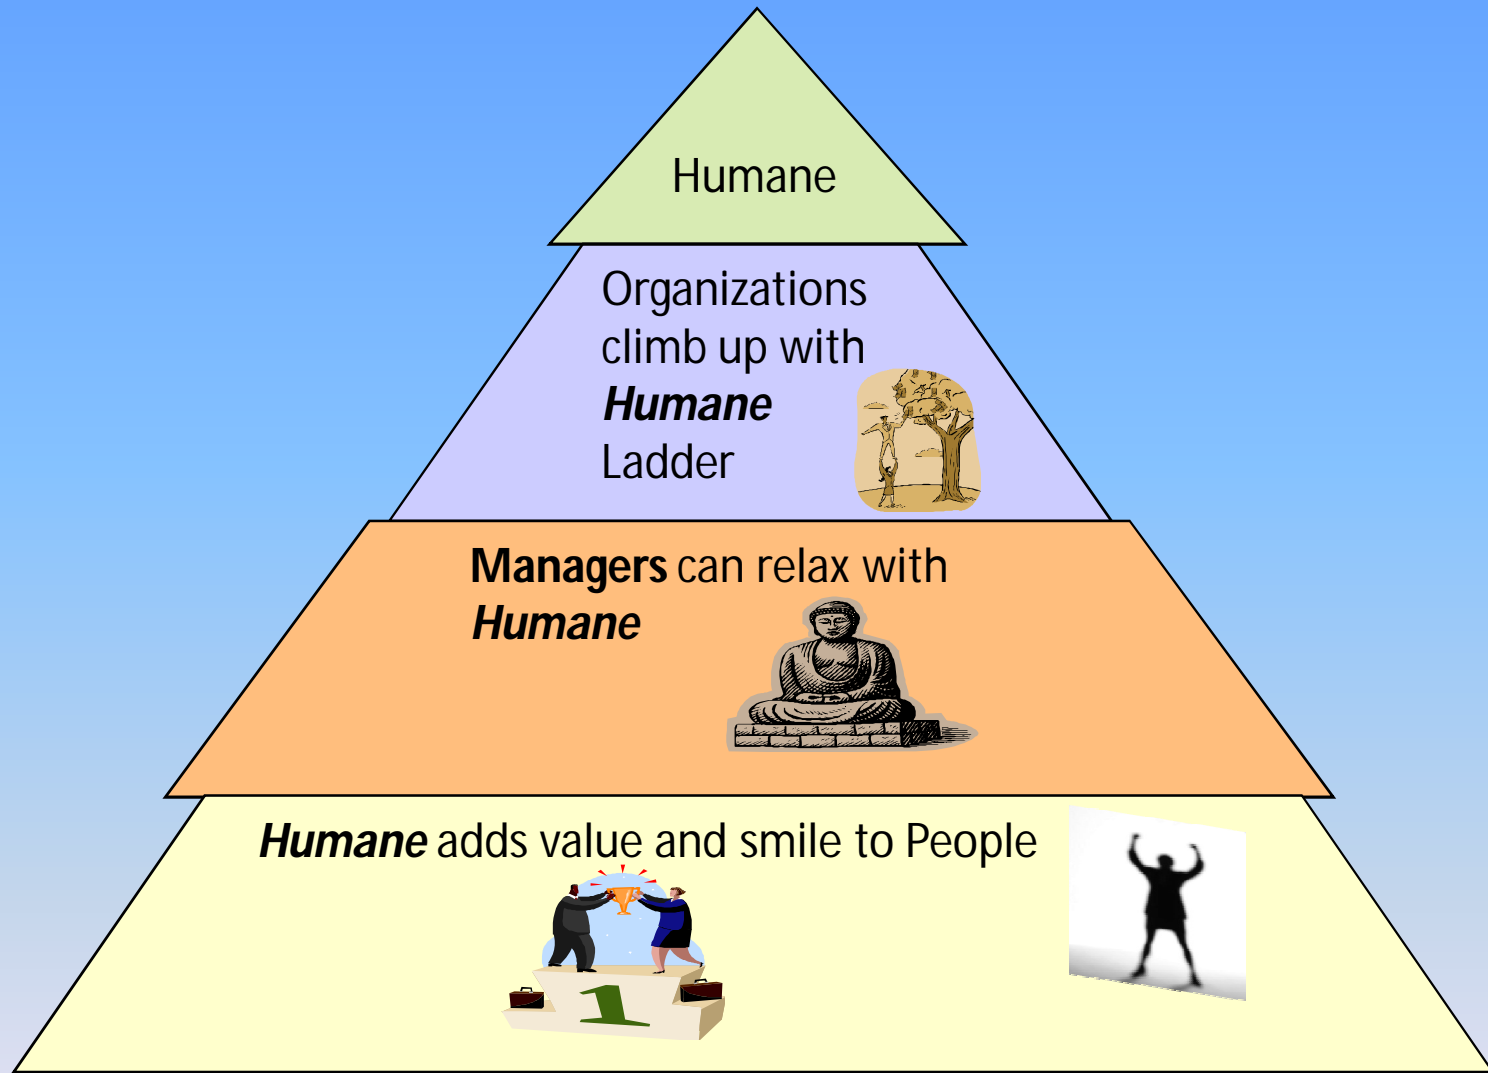 Humane
Organizations
climb up with
Humane
Ladder
Managers can relax with
Humane
Humane adds value and smile to People
1